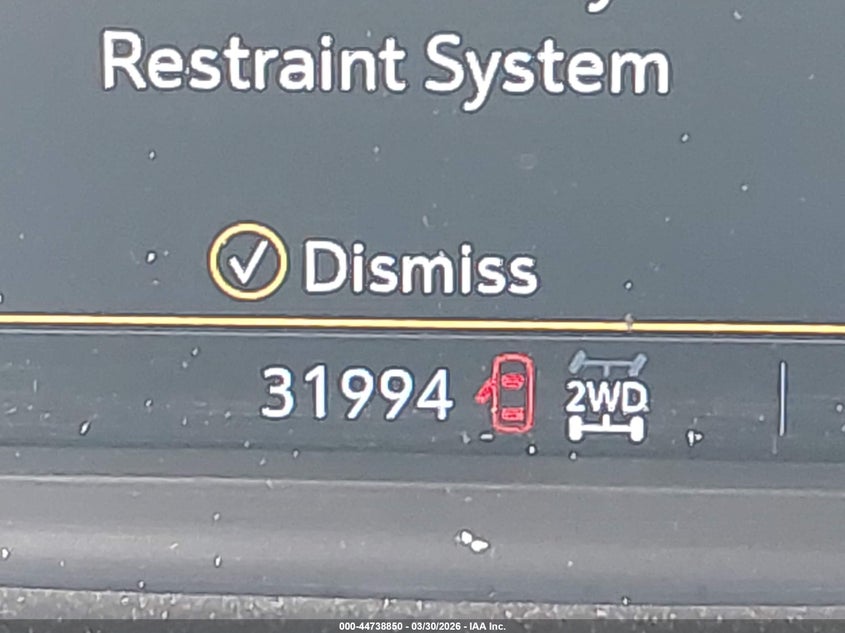 Restraint System
Dismiss
31994
2WD
000-44738850 - 03/30/2026 - IAA Inc.